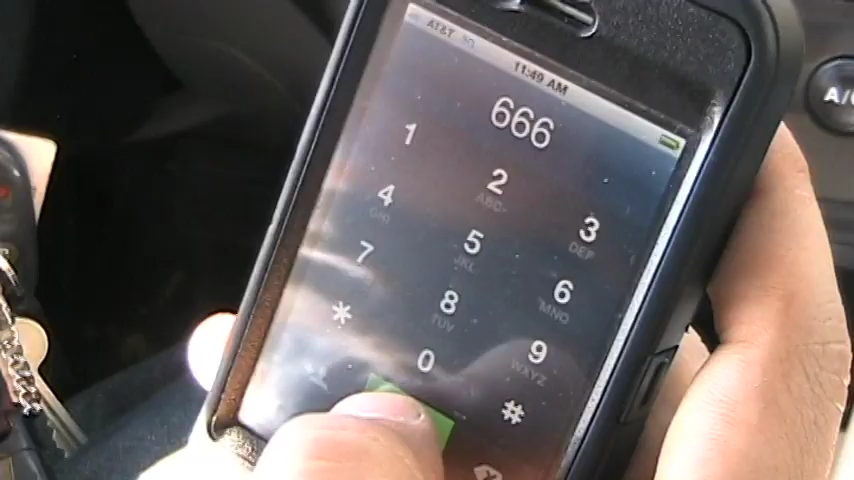 AT&T 3G
11:49 AM
666
1
2 ABC
3 DEF
4 GHI
5 JKL
6 MNO
7
8 TUV
9 WXYZ
*
0
#
A/C